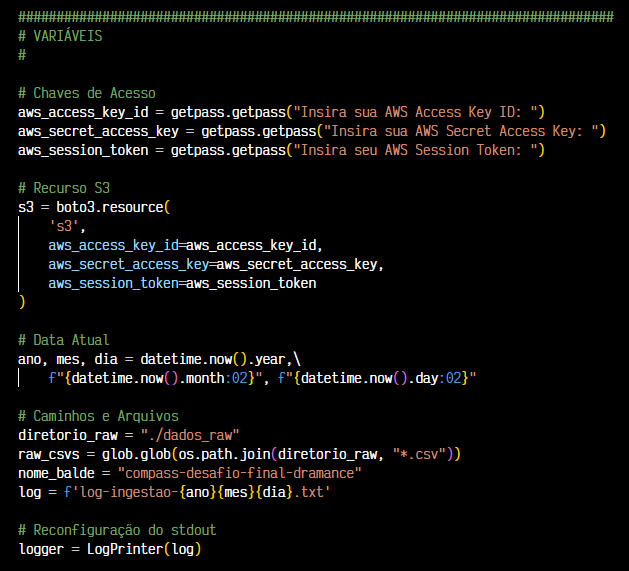 ##############################################################################
# VARIÁVEIS
#
# Chaves de Acesso
aws_access_key_id = getpass.getpass("Insira sua AWS Access Key ID: ")
aws_secret_access_key = getpass.getpass("Insira sua AWS Secret Access Key: ")
aws_session_token = getpass.getpass("Insira seu AWS Session Token: ")
# Recurso S3
s3 = boto3.resource(
    's3',
    aws_access_key_id=aws_access_key_id,
    aws_secret_access_key=aws_secret_access_key,
    aws_session_token=aws_session_token
)
# Data Atual
ano, mes, dia = datetime.now().year,\
    f"{datetime.now().month:02}", f"{datetime.now().day:02}"
# Caminhos e Arquivos
diretorio_raw = "./dados_raw"
raw_csvs = glob.glob(os.path.join(diretorio_raw, "*.csv"))
nome_balde = "compass-desafio-final-dramance"
log = f'log-ingestao-{ano}{mes}{dia}.txt'
# Reconfiguração do stdout
logger = LogPrinter(log)